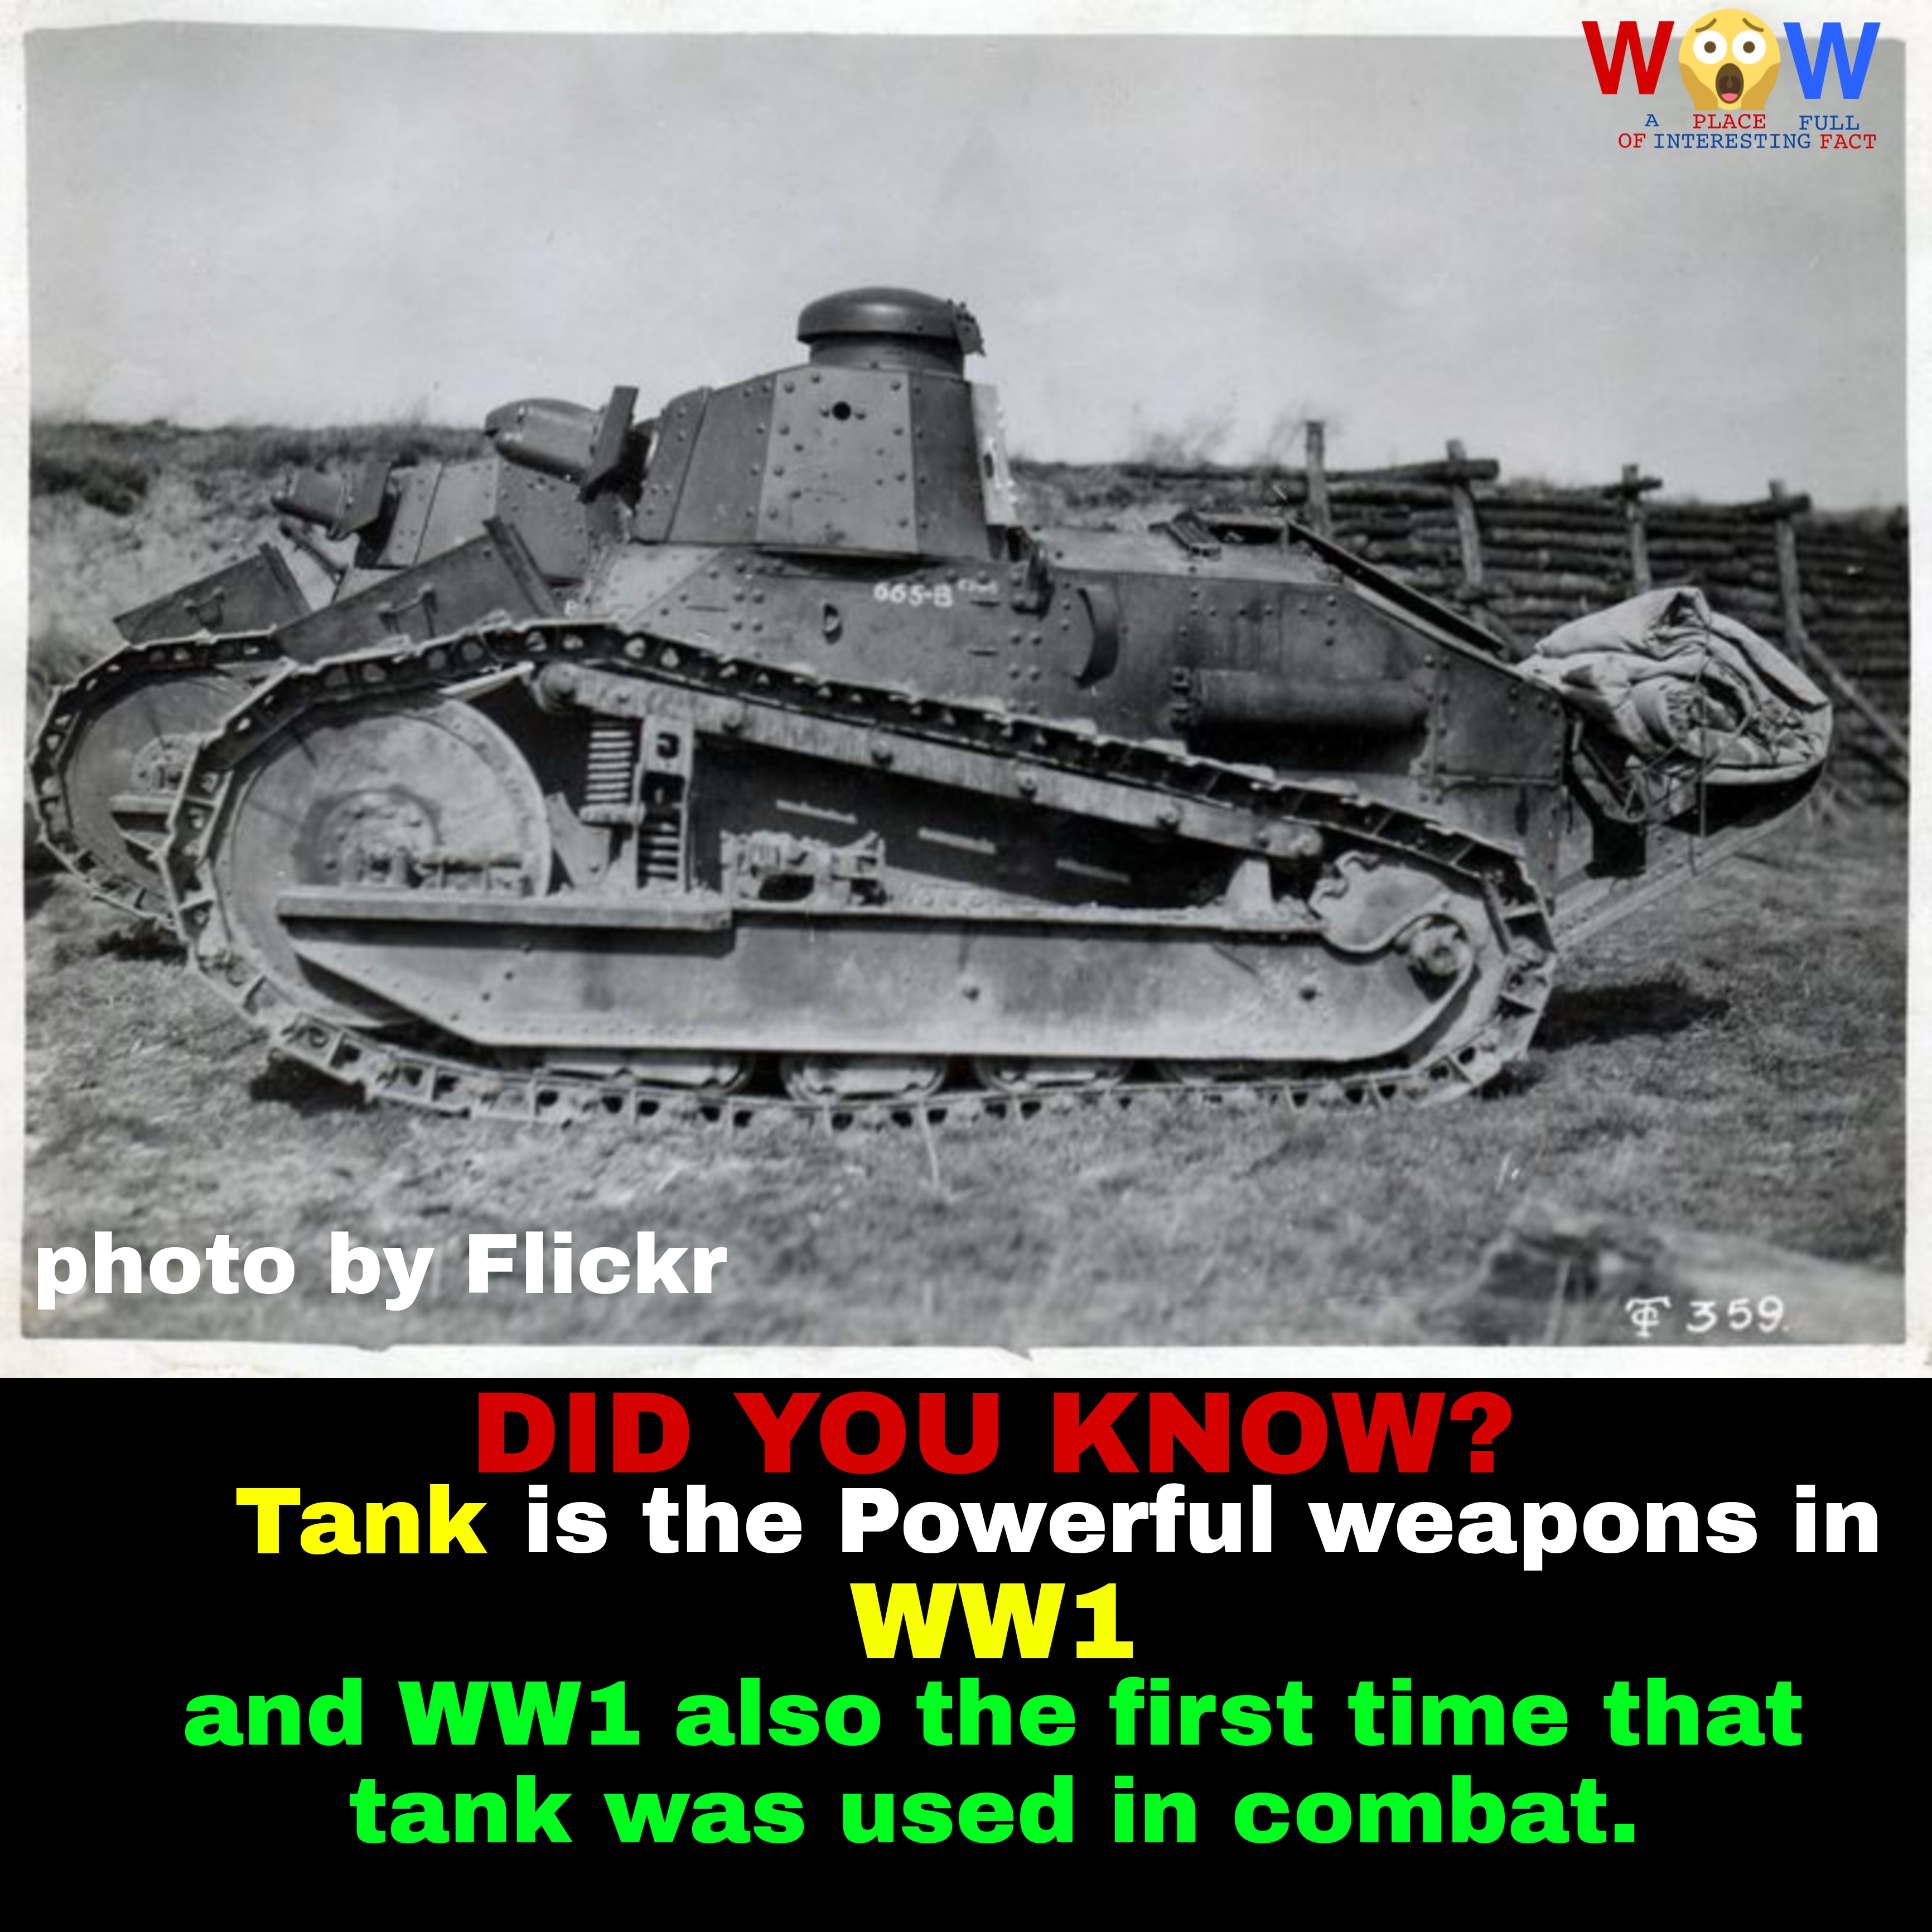 W😱W
A PLACE FULL
OF INTERESTING FACT
665-B
photo by Flickr
359.
DID YOU KNOW?
Tank is the Powerful weapons in
WW1
and WW1 also the first time that
tank was used in combat.